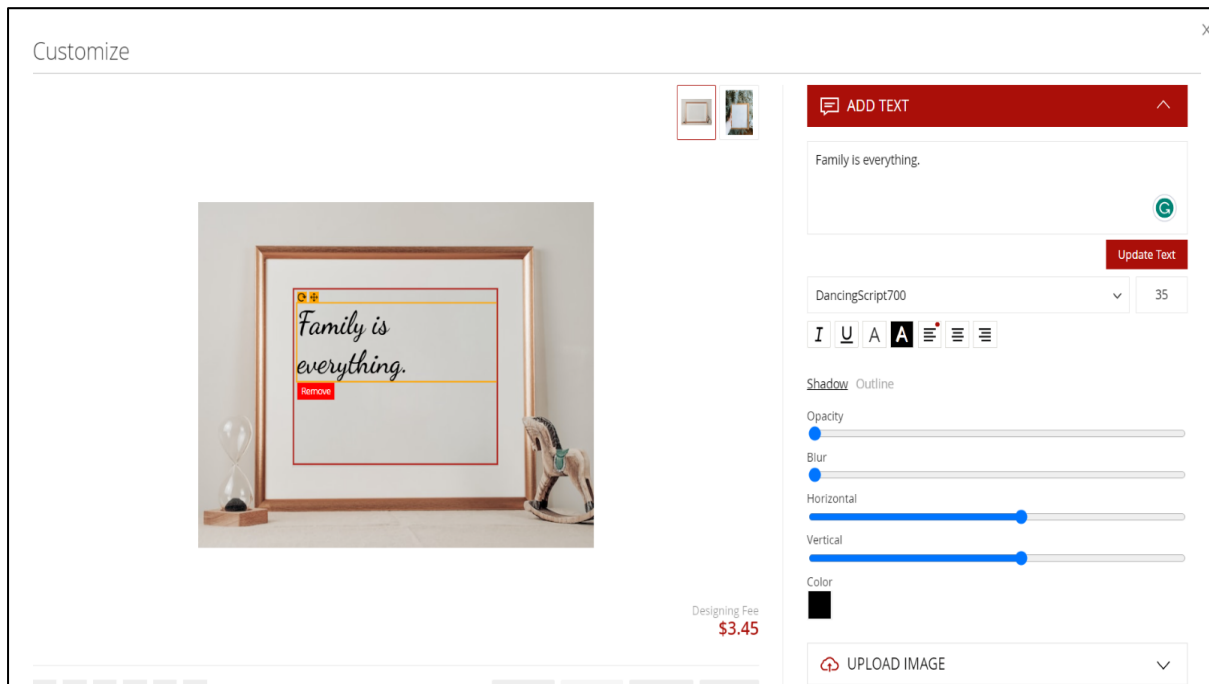 X
Customize
ADD TEXT
Family is everything.
G
Update Text
DancingScript700
35
I U A A
Shadow Outline
Opacity
Blur
Horizontal
Vertical
Color
UPLOAD IMAGE
Family is
everything.
Remove
Designing Fee
$3.45